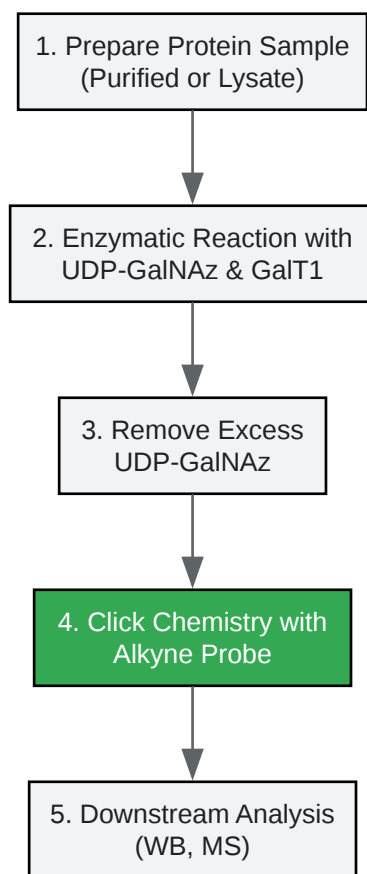 1. Prepare Protein Sample
(Purified or Lysate)
2. Enzymatic Reaction with
UDP-GalNAz & GalT1
3. Remove Excess
UDP-GalNAz
4. Click Chemistry with
Alkyne Probe
5. Downstream Analysis
(WB, MS)